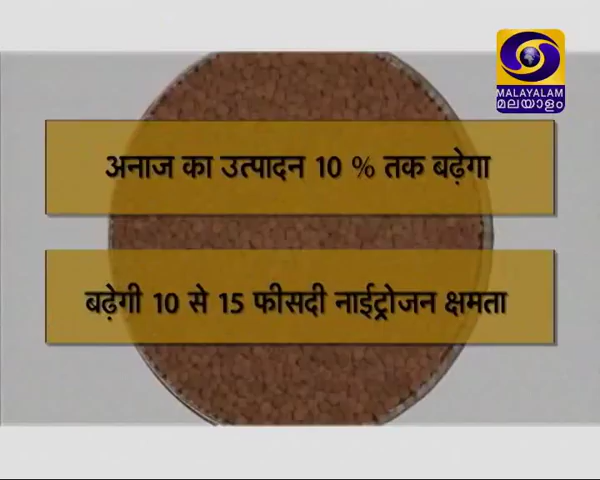 MALAYALAM
മലയാളം
अनाज का उत्पादन 10 % तक बढ़ेगा
बढ़ेगी 10 से 15 फीसदी नाईट्रोजन क्षमता